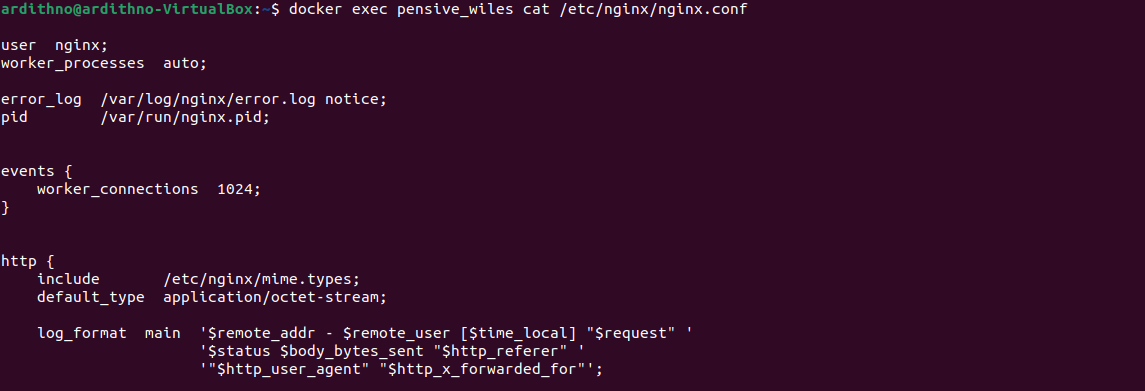 ardithno@ardithno-VirtualBox:~$ docker exec pensive_wiles cat /etc/nginx/nginx.conf
user  nginx;
worker_processes  auto;
error_log  /var/log/nginx/error.log notice;
pid        /var/run/nginx.pid;
events {
    worker_connections  1024;
}
http {
    include       /etc/nginx/mime.types;
    default_type  application/octet-stream;
    log_format  main  '$remote_addr - $remote_user [$time_local] "$request" '
                      '$status $body_bytes_sent "$http_referer" '
                      '"$http_user_agent" "$http_x_forwarded_for"';